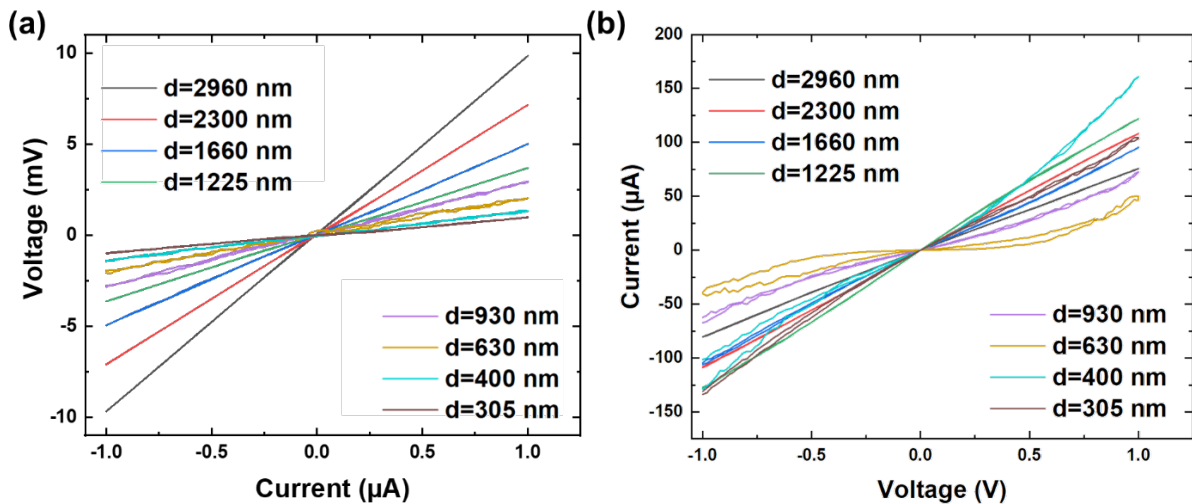 (a)
Voltage (mV)
10
5
0
-5
-10
d=2960 nm
d=2300 nm
d=1660 nm
d=1225 nm
d=930 nm
d=630 nm
d=400 nm
d=305 nm
-1.0 -0.5 0.0 0.5 1.0
Current (µA)
(b)
Current (µA)
200
150
100
50
0
-50
-100
-150
d=2960 nm
d=2300 nm
d=1660 nm
d=1225 nm
d=930 nm
d=630 nm
d=400 nm
d=305 nm
-1.0 -0.5 0.0 0.5 1.0
Voltage (V)